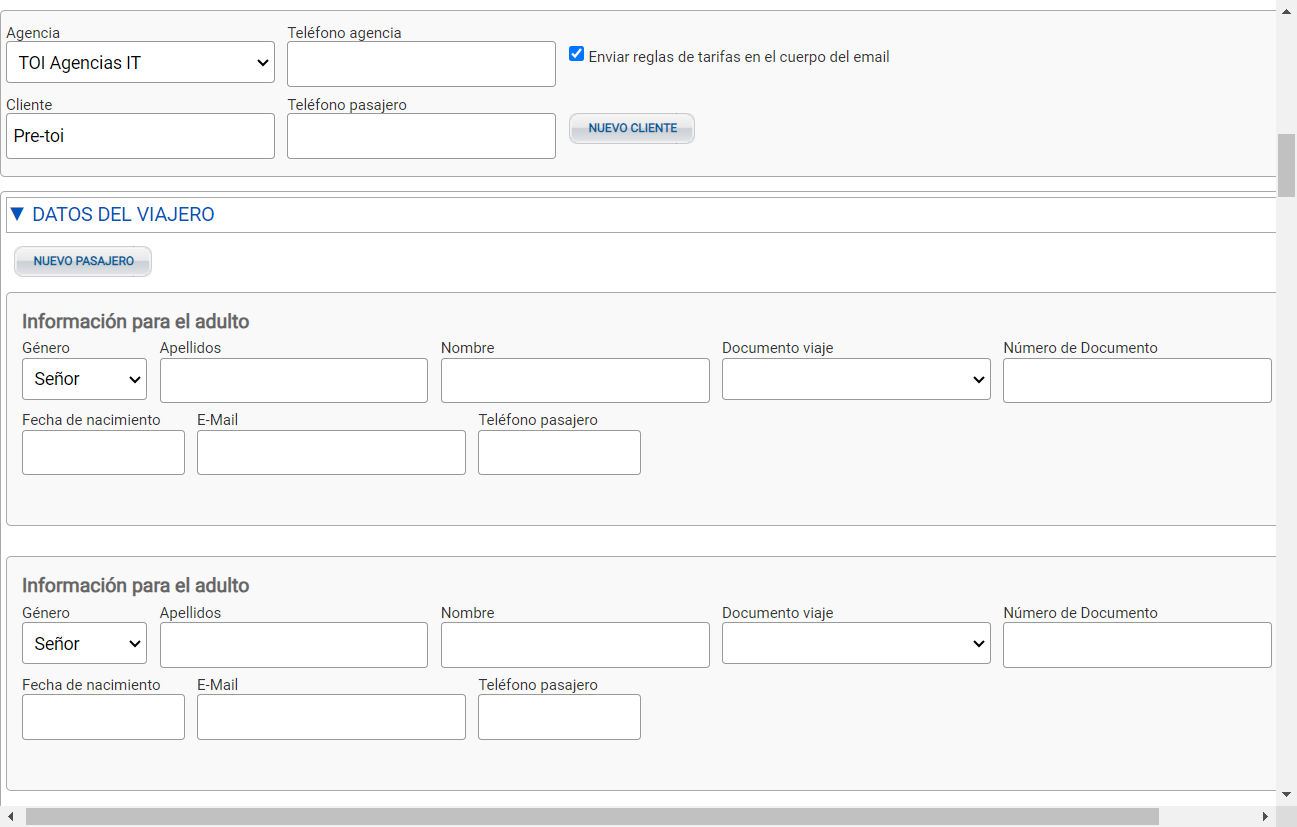 Agencia
Teléfono agencia
TOI Agencias IT
Enviar reglas de tarifas en el cuerpo del email
Cliente
Teléfono pasajero
Pre-toi
NUEVO CLIENTE
▼ DATOS DEL VIAJERO
NUEVO PASAJERO
Información para el adulto
Género Apellidos Nombre Documento viaje Número de Documento
Señor
Fecha de nacimiento E-Mail Teléfono pasajero
Información para el adulto
Género Apellidos Nombre Documento viaje Número de Documento
Señor
Fecha de nacimiento E-Mail Teléfono pasajero